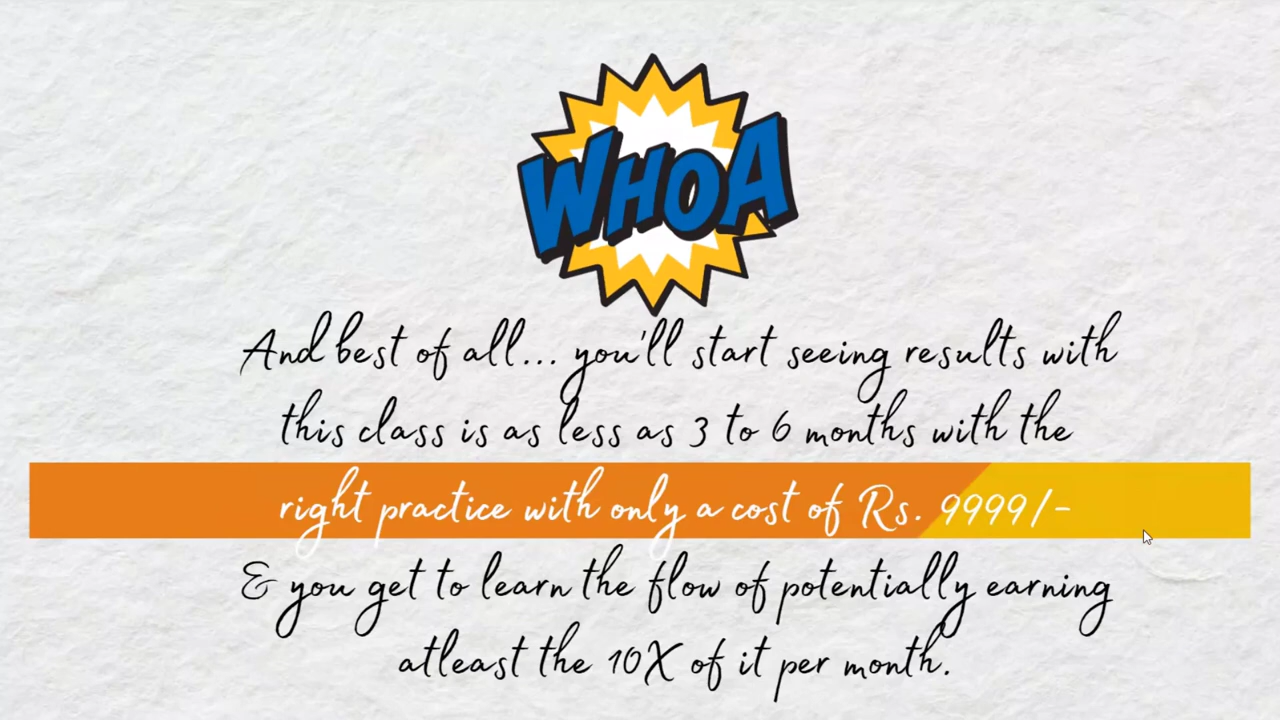 WHOA
And best of all... you'll start seeing results with
this class is as less as 3 to 6 months with the
right practice with only a cost of Rs. 9999/-
& you get to learn the flow of potentially earning
atleast the 10X of it per month.